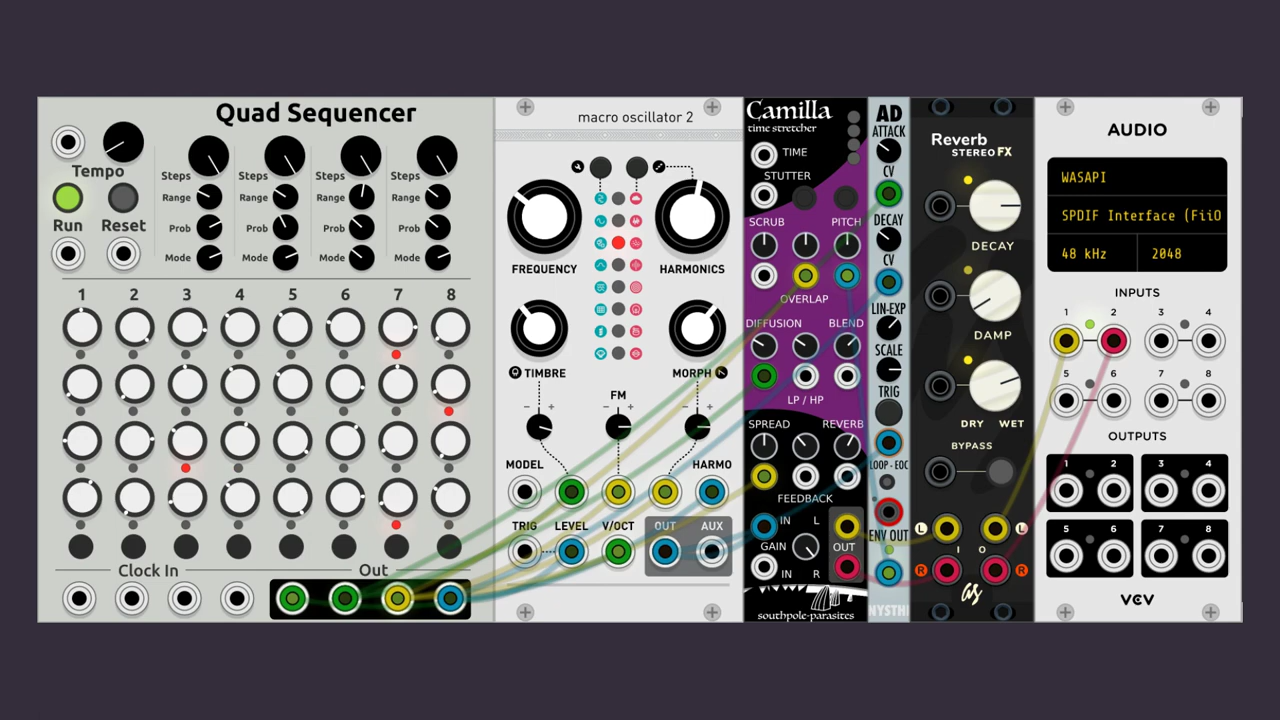 Quad Sequencer
Tempo
Run Reset
Steps Steps Steps Steps
Range Range Range Range
Prob Prob Prob Prob
Mode Mode Mode Mode
1 2 3 4 5 6 7 8
Clock In Out
macro oscillator 2
FREQUENCY HARMONICS
TIMBRE MORPH
FM
− + − + − +
MODEL HARMO
TRIG LEVEL V/OCT OUT AUX
Camilla
time stretcher
TIME
STUTTER
SCRUB PITCH
OVERLAP
DIFFUSION BLEND
LP / HP
SPREAD REVERB
FEEDBACK
IN L
GAIN OUT
IN R
southpole-parasites
AD
ATTACK
CV
DECAY
CV
LIN-EXP
SCALE
TRIG
LOOP - EOC
ENV OUT
NYSTHI
Reverb
STEREO FX
DECAY
DAMP
DRY WET
BYPASS
L L
I O
R R
as
AUDIO
WASAPI
SPDIF Interface (FiiO
48 kHz 2048
INPUTS
1 2 3 4
5 6 7 8
OUTPUTS
1 2 3 4
5 6 7 8
VCV